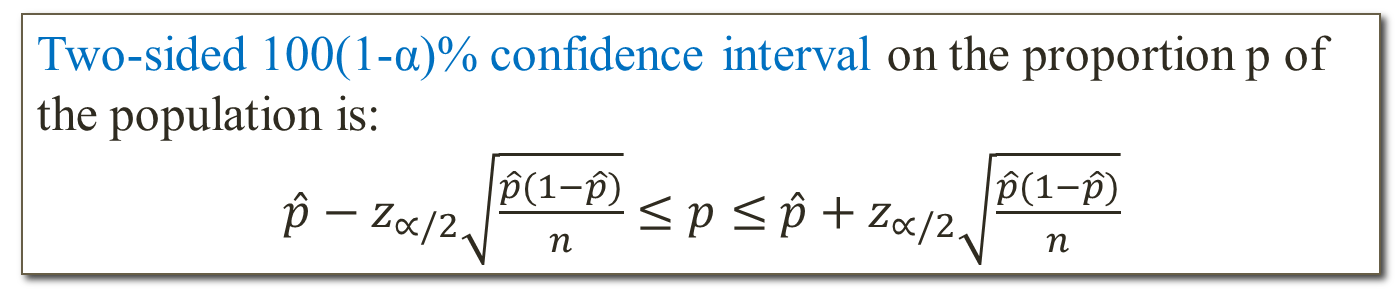 Two-sided 100(1-α)% confidence interval on the proportion p of
the population is:
p̂ − z∝/2√(p̂(1−p̂)/n) ≤ p ≤ p̂ + z∝/2√(p̂(1−p̂)/n)